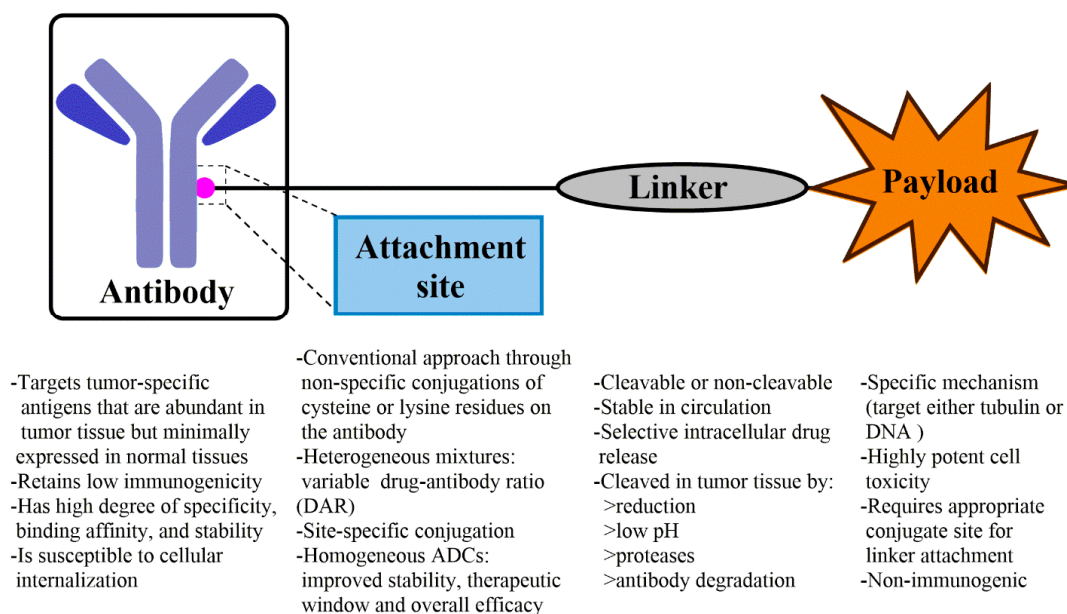 Antibody
Attachment
site
Linker
Payload
-Targets tumor-specific
antigens that are abundant in
tumor tissue but minimally
expressed in normal tissues
-Retains low immunogenicity
-Has high degree of specificity,
binding affinity, and stability
-Is susceptible to cellular
internalization
-Conventional approach through
non-specific conjugations of
cysteine or lysine residues on
the antibody
-Heterogeneous mixtures:
variable drug-antibody ratio
(DAR)
-Site-specific conjugation
-Homogeneous ADCs:
improved stability, therapeutic
window and overall efficacy
-Cleavable or non-cleavable
-Stable in circulation
-Selective intracellular drug
release
-Cleaved in tumor tissue by:
>reduction
>low pH
>proteases
>antibody degradation
-Specific mechanism
(target either tubulin or
DNA )
-Highly potent cell
toxicity
-Requires appropriate
conjugate site for
linker attachment
-Non-immunogenic